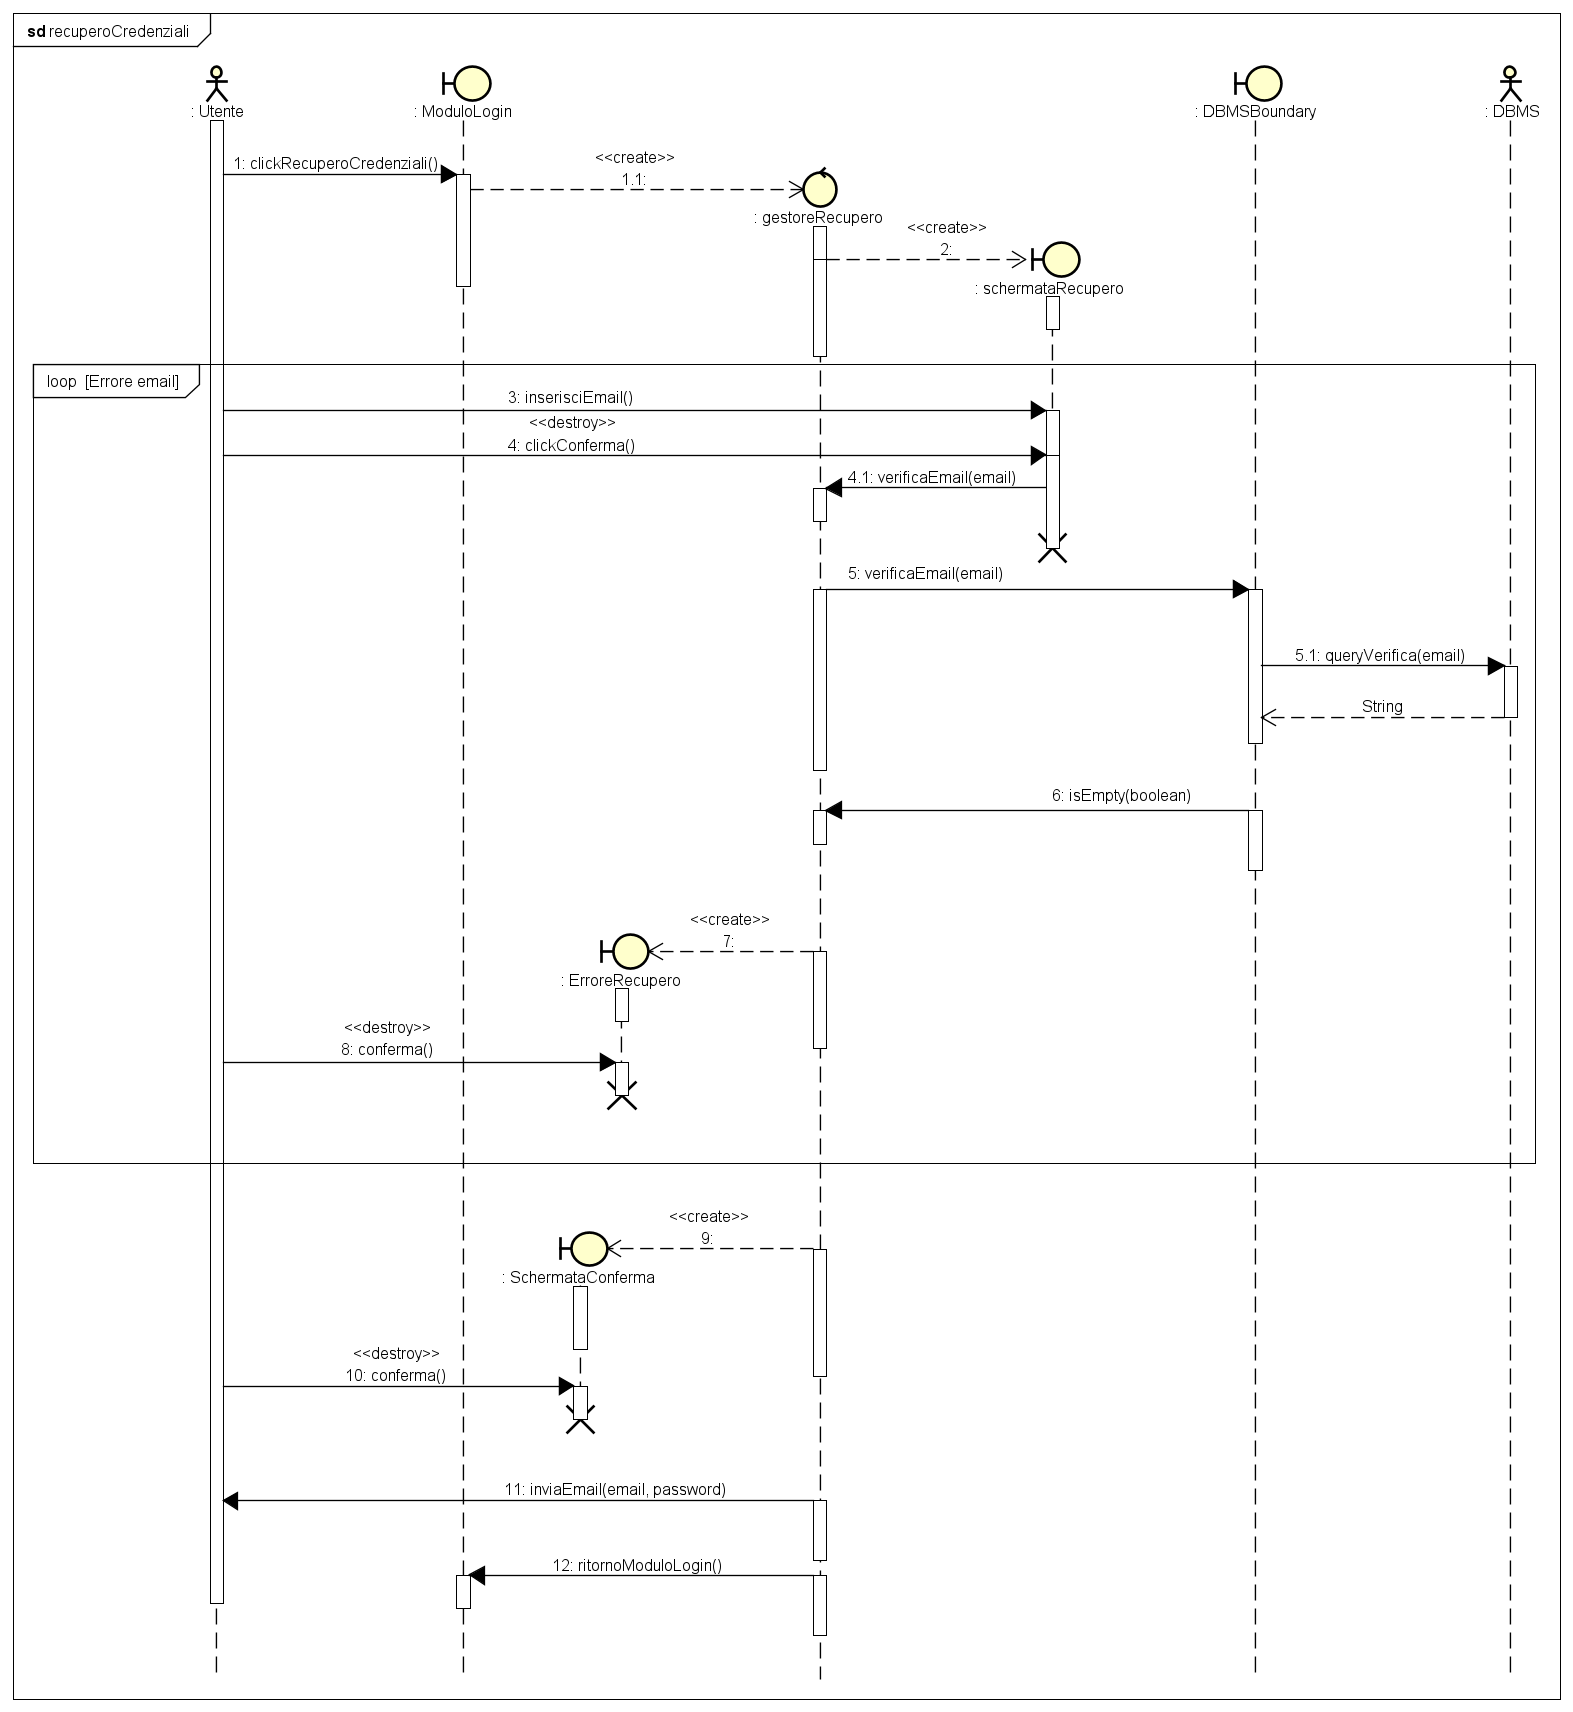 sd recuperoCredenziali
: Utente
: ModuloLogin
: DBMSBoundary
: DBMS
1: clickRecuperoCredenziali()
<<create>>
1.1:
: gestoreRecupero
<<create>>
2:
: schermataRecupero
loop [Errore email]
3: inserisciEmail()
<<destroy>>
4: clickConferma()
4.1: verificaEmail(email)
5: verificaEmail(email)
5.1: queryVerifica(email)
String
6: isEmpty(boolean)
<<create>>
7:
: ErroreRecupero
<<destroy>>
8: conferma()
<<create>>
9:
: SchermataConferma
<<destroy>>
10: conferma()
11: inviaEmail(email, password)
12: ritornoModuloLogin()